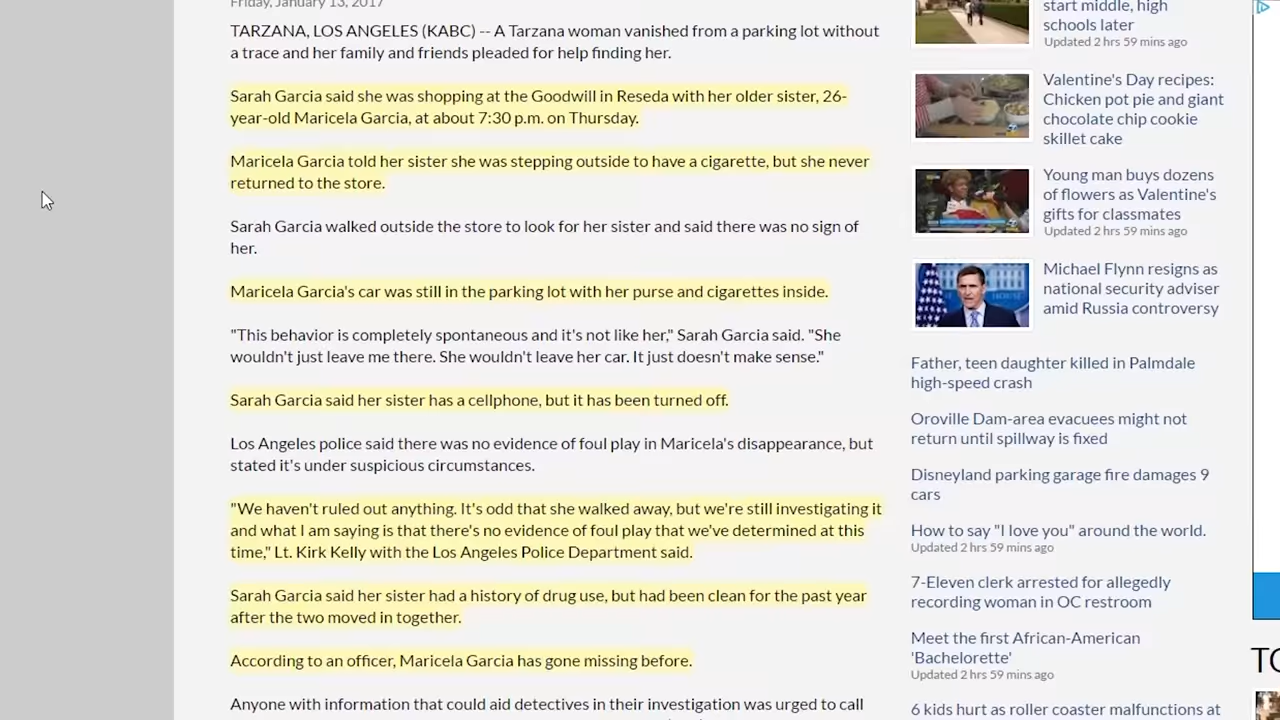 Friday, January 13, 2017
TARZANA, LOS ANGELES (KABC) -- A Tarzana woman vanished from a parking lot without
a trace and her family and friends pleaded for help finding her.
Sarah Garcia said she was shopping at the Goodwill in Reseda with her older sister, 26-
year-old Maricela Garcia, at about 7:30 p.m. on Thursday.
Maricela Garcia told her sister she was stepping outside to have a cigarette, but she never
returned to the store.
Sarah Garcia walked outside the store to look for her sister and said there was no sign of
her.
Maricela Garcia's car was still in the parking lot with her purse and cigarettes inside.
"This behavior is completely spontaneous and it's not like her," Sarah Garcia said. "She
wouldn't just leave me there. She wouldn't leave her car. It just doesn't make sense."
Sarah Garcia said her sister has a cellphone, but it has been turned off.
Los Angeles police said there was no evidence of foul play in Maricela's disappearance, but
stated it's under suspicious circumstances.
"We haven't ruled out anything. It's odd that she walked away, but we're still investigating it
and what I am saying is that there's no evidence of foul play that we've determined at this
time," Lt. Kirk Kelly with the Los Angeles Police Department said.
Sarah Garcia said her sister had a history of drug use, but had been clean for the past year
after the two moved in together.
According to an officer, Maricela Garcia has gone missing before.
Anyone with information that could aid detectives in their investigation was urged to call
start middle, high
schools later
Updated 2 hrs 59 mins ago
Valentine's Day recipes:
Chicken pot pie and giant
chocolate chip cookie
skillet cake
Young man buys dozens
of flowers as Valentine's
gifts for classmates
Updated 2 hrs 59 mins ago
Michael Flynn resigns as
national security adviser
amid Russia controversy
Father, teen daughter killed in Palmdale
high-speed crash
Oroville Dam-area evacuees might not
return until spillway is fixed
Disneyland parking garage fire damages 9
cars
How to say "I love you" around the world.
Updated 2 hrs 59 mins ago
7-Eleven clerk arrested for allegedly
recording woman in OC restroom
Meet the first African-American
'Bachelorette'
Updated 2 hrs 59 mins ago
6 kids hurt as roller coaster malfunctions at